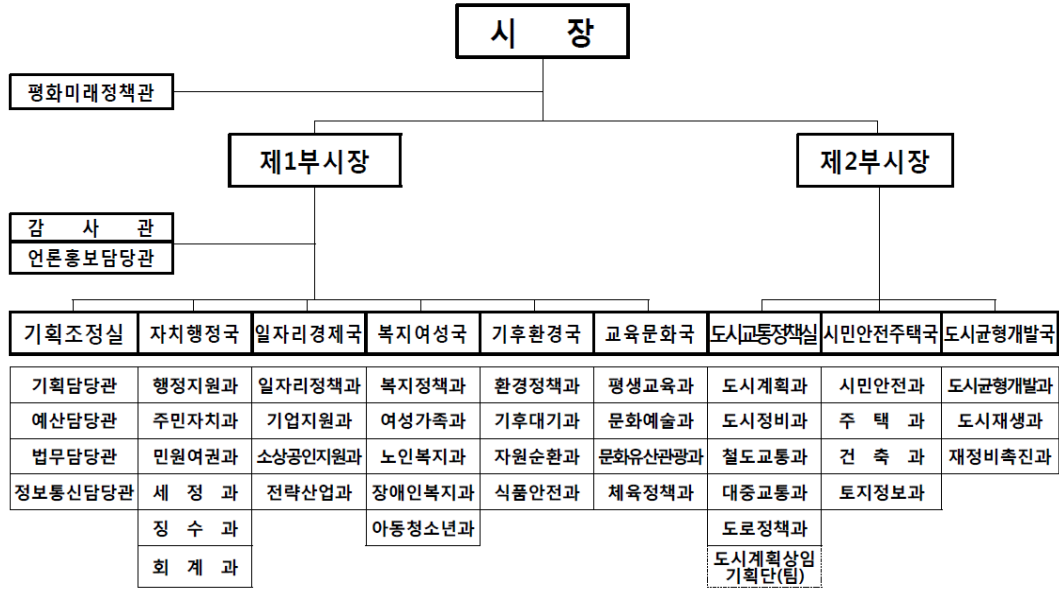 시 장
평화미래정책관
제1부시장
제2부시장
감 사 관
언론홍보담당관
기획조정실
자치행정국
일자리경제국
복지여성국
기후환경국
교육문화국
도시교통정책실
시민안전주택국
도시균형개발국
기획담당관
행정지원과
일자리정책과
복지정책과
환경정책과
평생교육과
도시계획과
시민안전과
도시균형개발과
예산담당관
주민자치과
기업지원과
여성가족과
기후대기과
문화예술과
도시정비과
주 택 과
도시재생과
법무담당관
민원여권과
소상공인지원과
노인복지과
자원순환과
문화유산관광과
철도교통과
건 축 과
재정비촉진과
정보통신담당관
세 정 과
전략산업과
장애인복지과
식품안전과
체육정책과
대중교통과
토지정보과
징 수 과
아동청소년과
도로정책과
회 계 과
도시계획상임
기획단(팀)